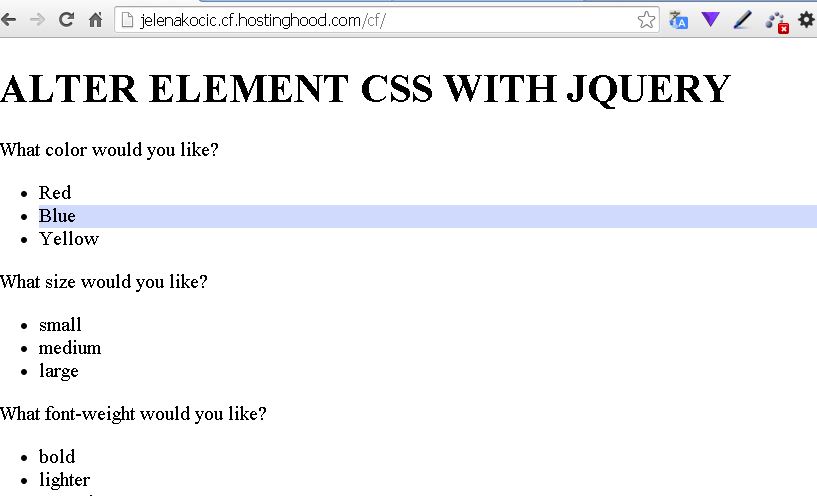 jelenakocic.cf.hostinghood.com/cf/
ALTER ELEMENT CSS WITH JQUERY
What color would you like?
Red
Blue
Yellow
What size would you like?
small
medium
large
What font-weight would you like?
bold
lighter